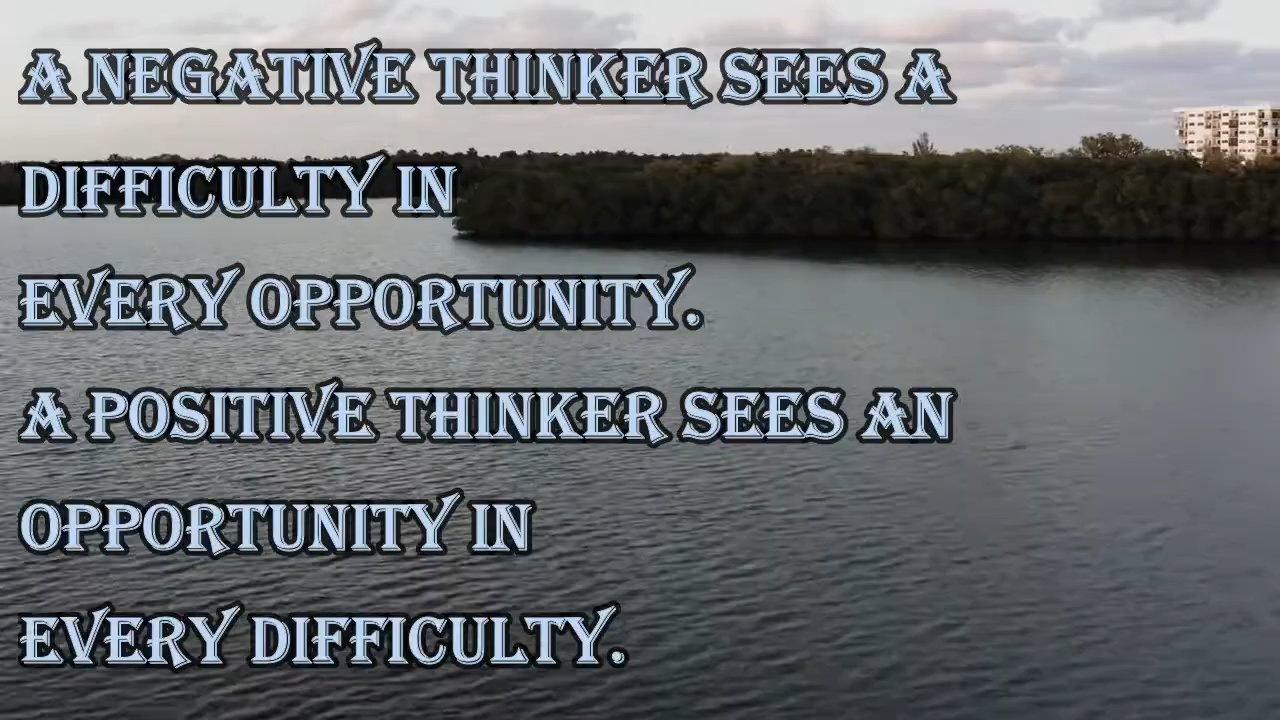 A NEGATIVE THINKER SEES A
DIFFICULTY IN
EVERY OPPORTUNITY.
A POSITIVE THINKER SEES AN
OPPORTUNITY IN
EVERY DIFFICULTY.